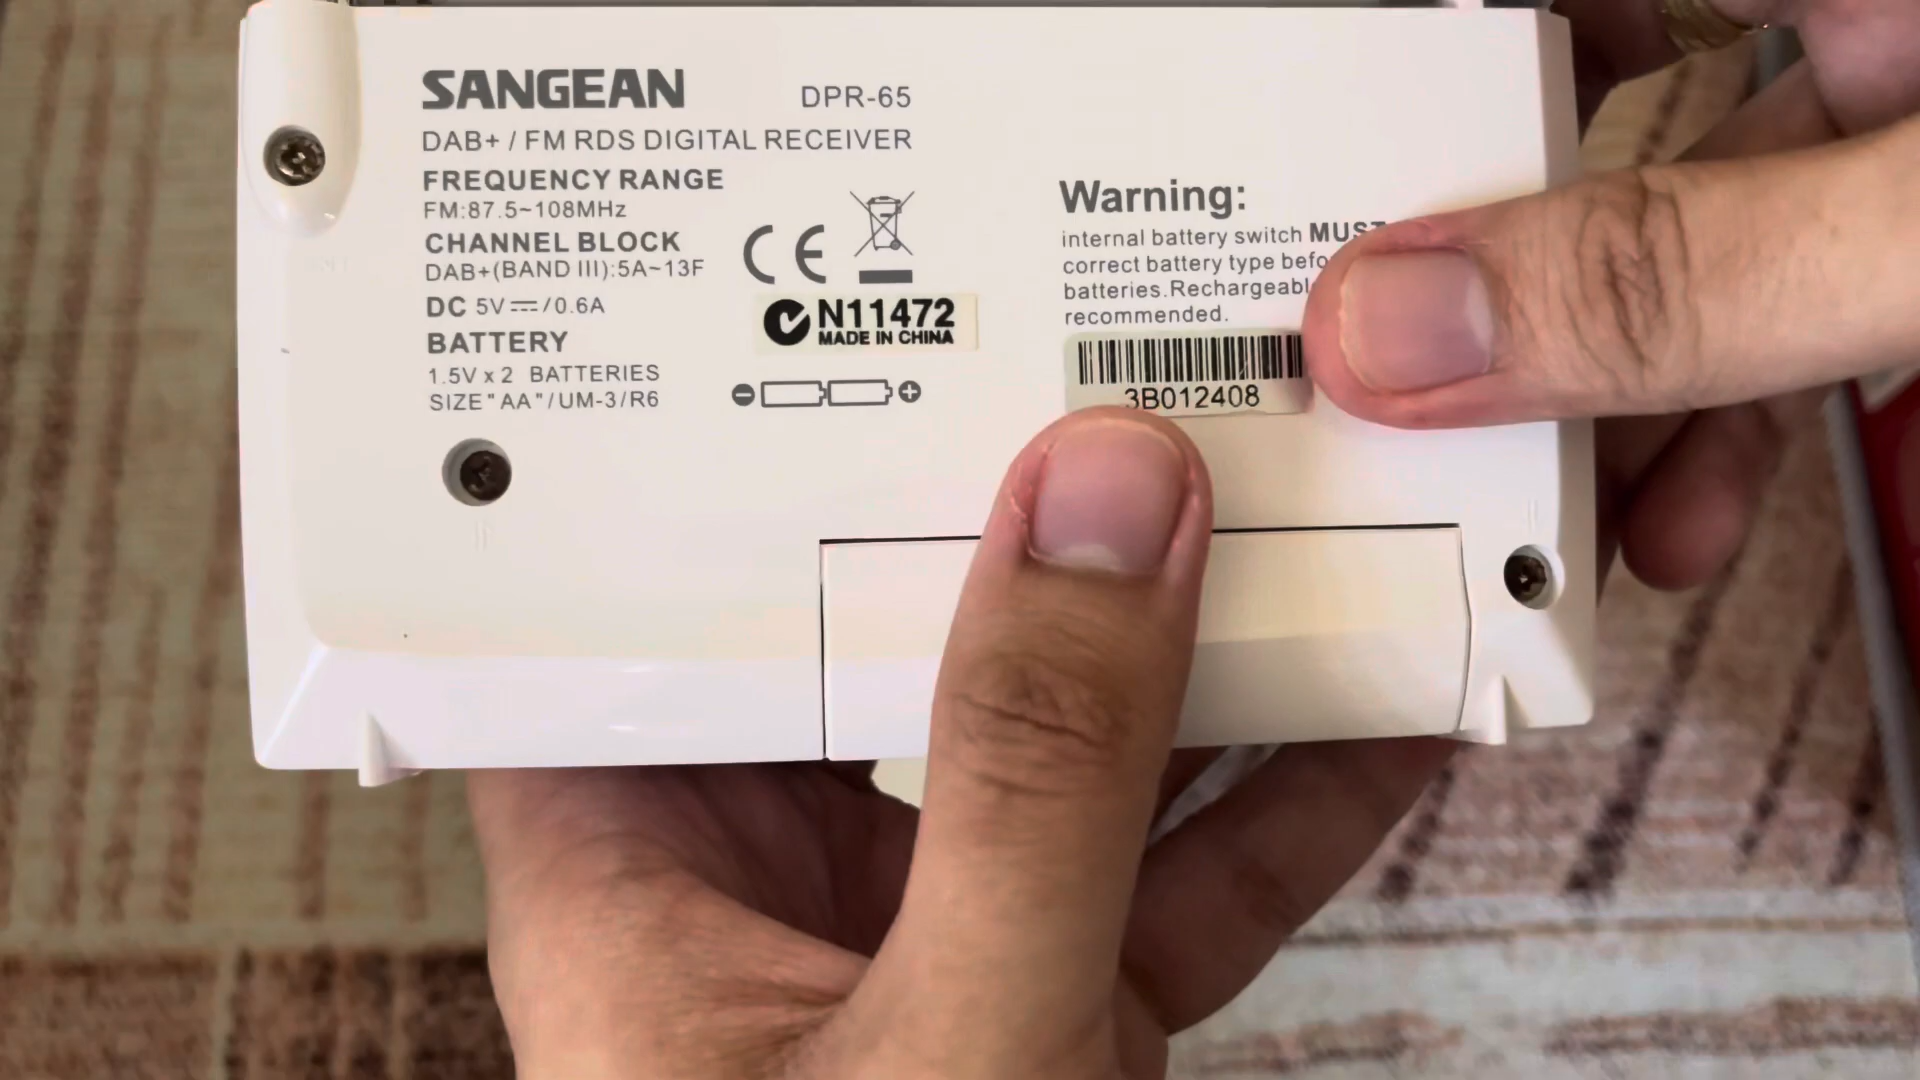 SANGEAN DPR-65
DAB+ / FM RDS DIGITAL RECEIVER
FREQUENCY RANGE
FM:87.5~108MHz
CHANNEL BLOCK
DAB+(BAND III):5A~13F
DC 5V⎓/0.6A
BATTERY
1.5V x 2 BATTERIES
SIZE "AA"/UM-3/R6
CE
N11472
MADE IN CHINA
Warning:
internal battery switch MUST
correct battery type
batteries.
recommended.
3B012408